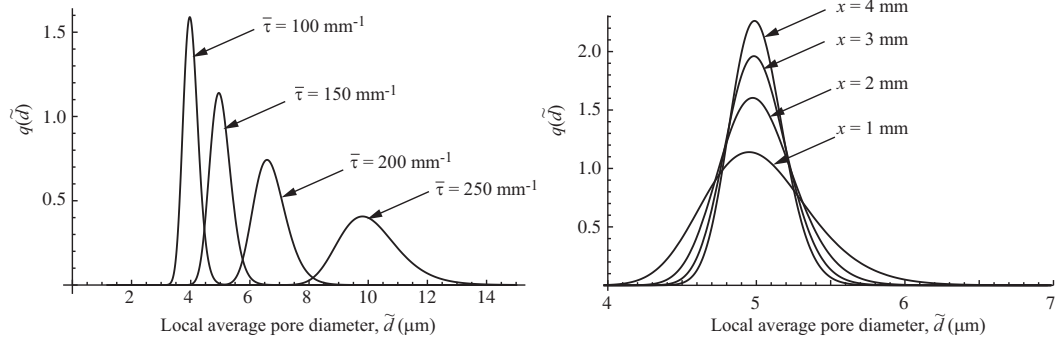 1.5
1.0
0.5
q(d̃)
τ̅ = 100 mm-1
τ̅ = 150 mm-1
τ̅ = 200 mm-1
τ̅ = 250 mm-1
2 4 6 8 10 12 14
Local average pore diameter, d̃ (μm)
2.0
1.5
1.0
0.5
q(d̃)
x = 4 mm
x = 3 mm
x = 2 mm
x = 1 mm
4 5 6 7
Local average pore diameter, d̃ (μm)